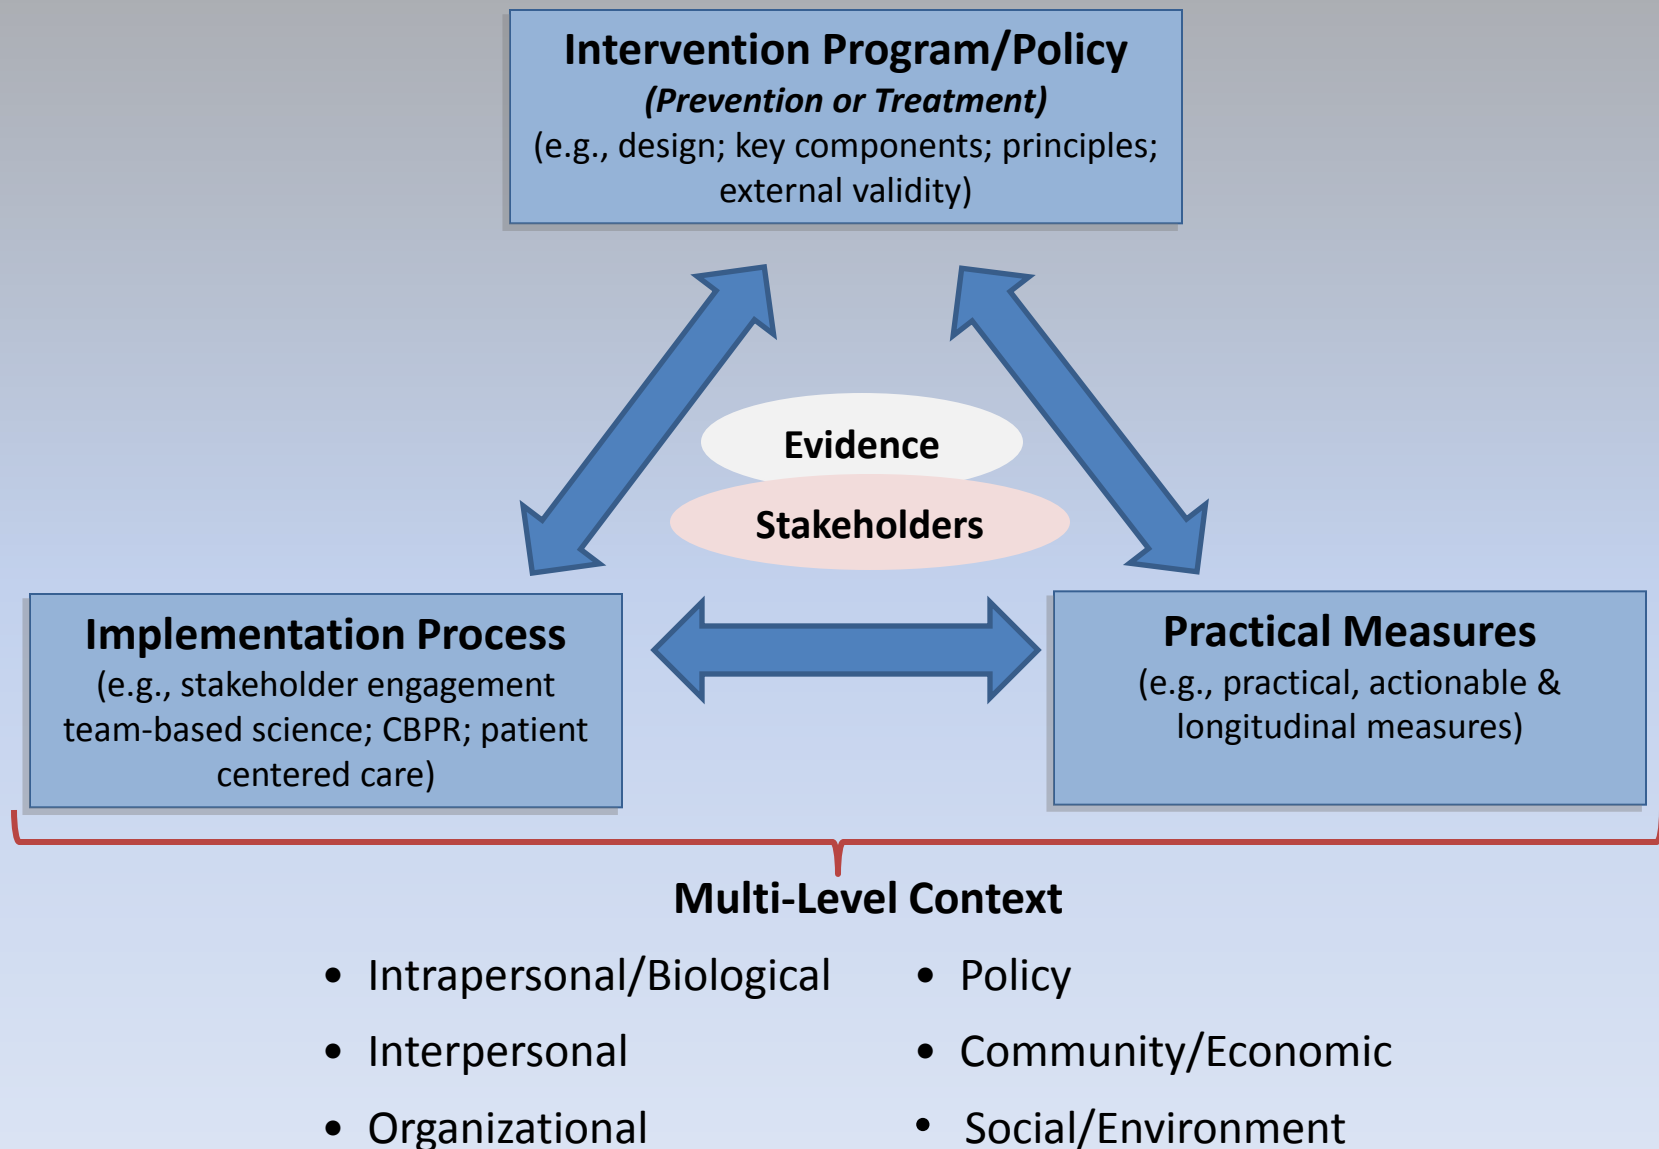 Intervention Program/Policy
(Prevention or Treatment)
(e.g., design; key components; principles;
external validity)
Evidence
Stakeholders
Implementation Process
(e.g., stakeholder engagement
team-based science; CBPR; patient
centered care)
Practical Measures
(e.g., practical, actionable &
longitudinal measures)
Multi-Level Context
• Intrapersonal/Biological
• Interpersonal
• Organizational
• Policy
• Community/Economic
• Social/Environment